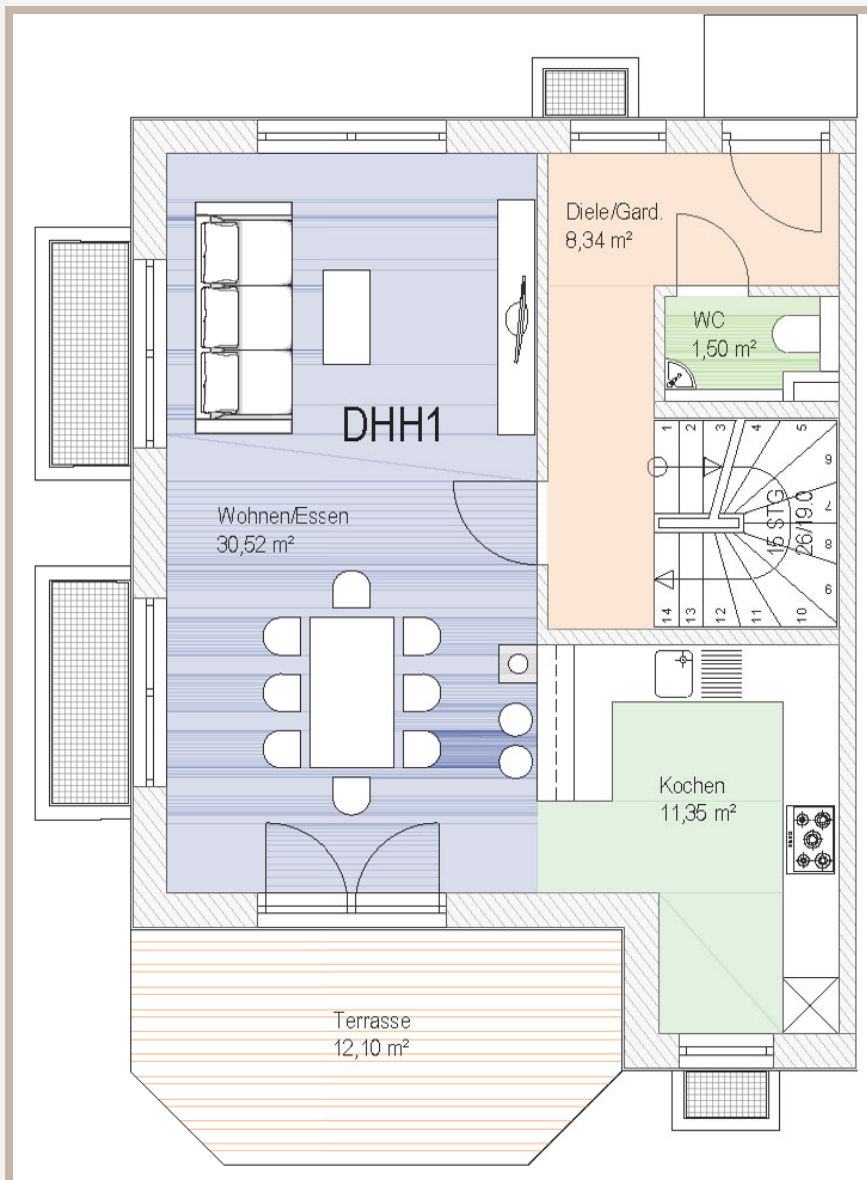 Diele/Gard.
8,34 m²
WC
1,50 m²
DHH1
1 2 3 4 5
6
7
8
9
15 STG
26/19.0
14 13 12 11 10
Wohnen/Essen
30,52 m²
Kochen
11,35 m²
Terrasse
12,10 m²